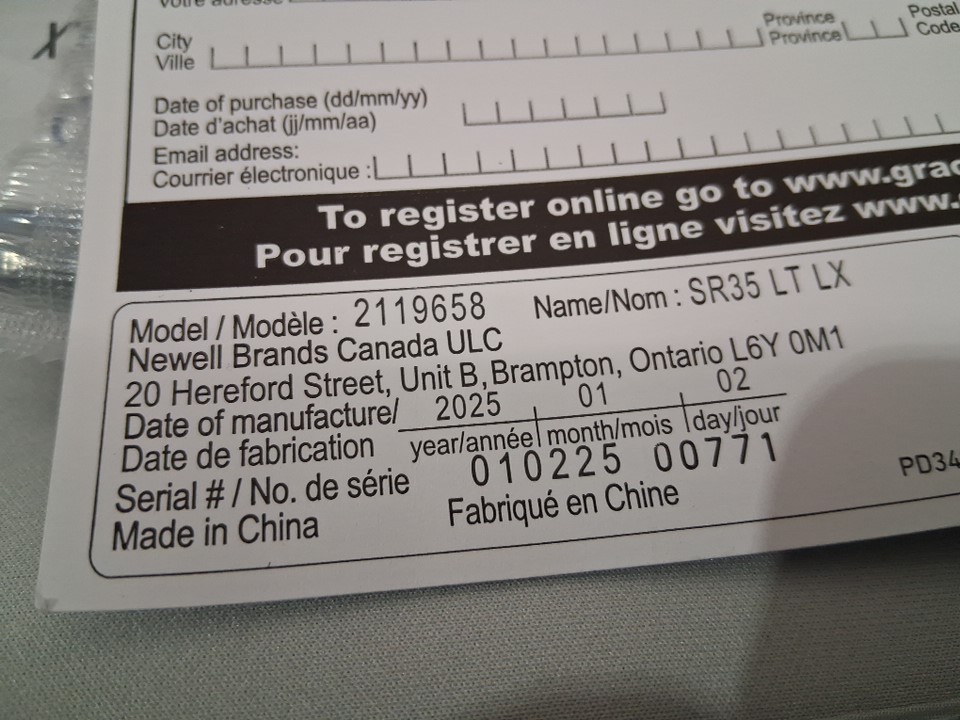 Votre adresse
City
Ville
Province
Province
Postal
Code
Date of purchase (dd/mm/yy)
Date d'achat (jj/mm/aa)
Email address:
Courrier électronique :
To register online go to www.grac
Pour registrer en ligne visitez www.
Model / Modèle : 2119658 Name/Nom : SR35 LT LX
Newell Brands Canada ULC
20 Hereford Street, Unit B, Brampton, Ontario L6Y 0M1
Date of manufacture/ 2025 01 02
Date de fabrication year/année month/mois day/jour
Serial # / No. de série 010225 00771
Made in China Fabriqué en Chine
PD34